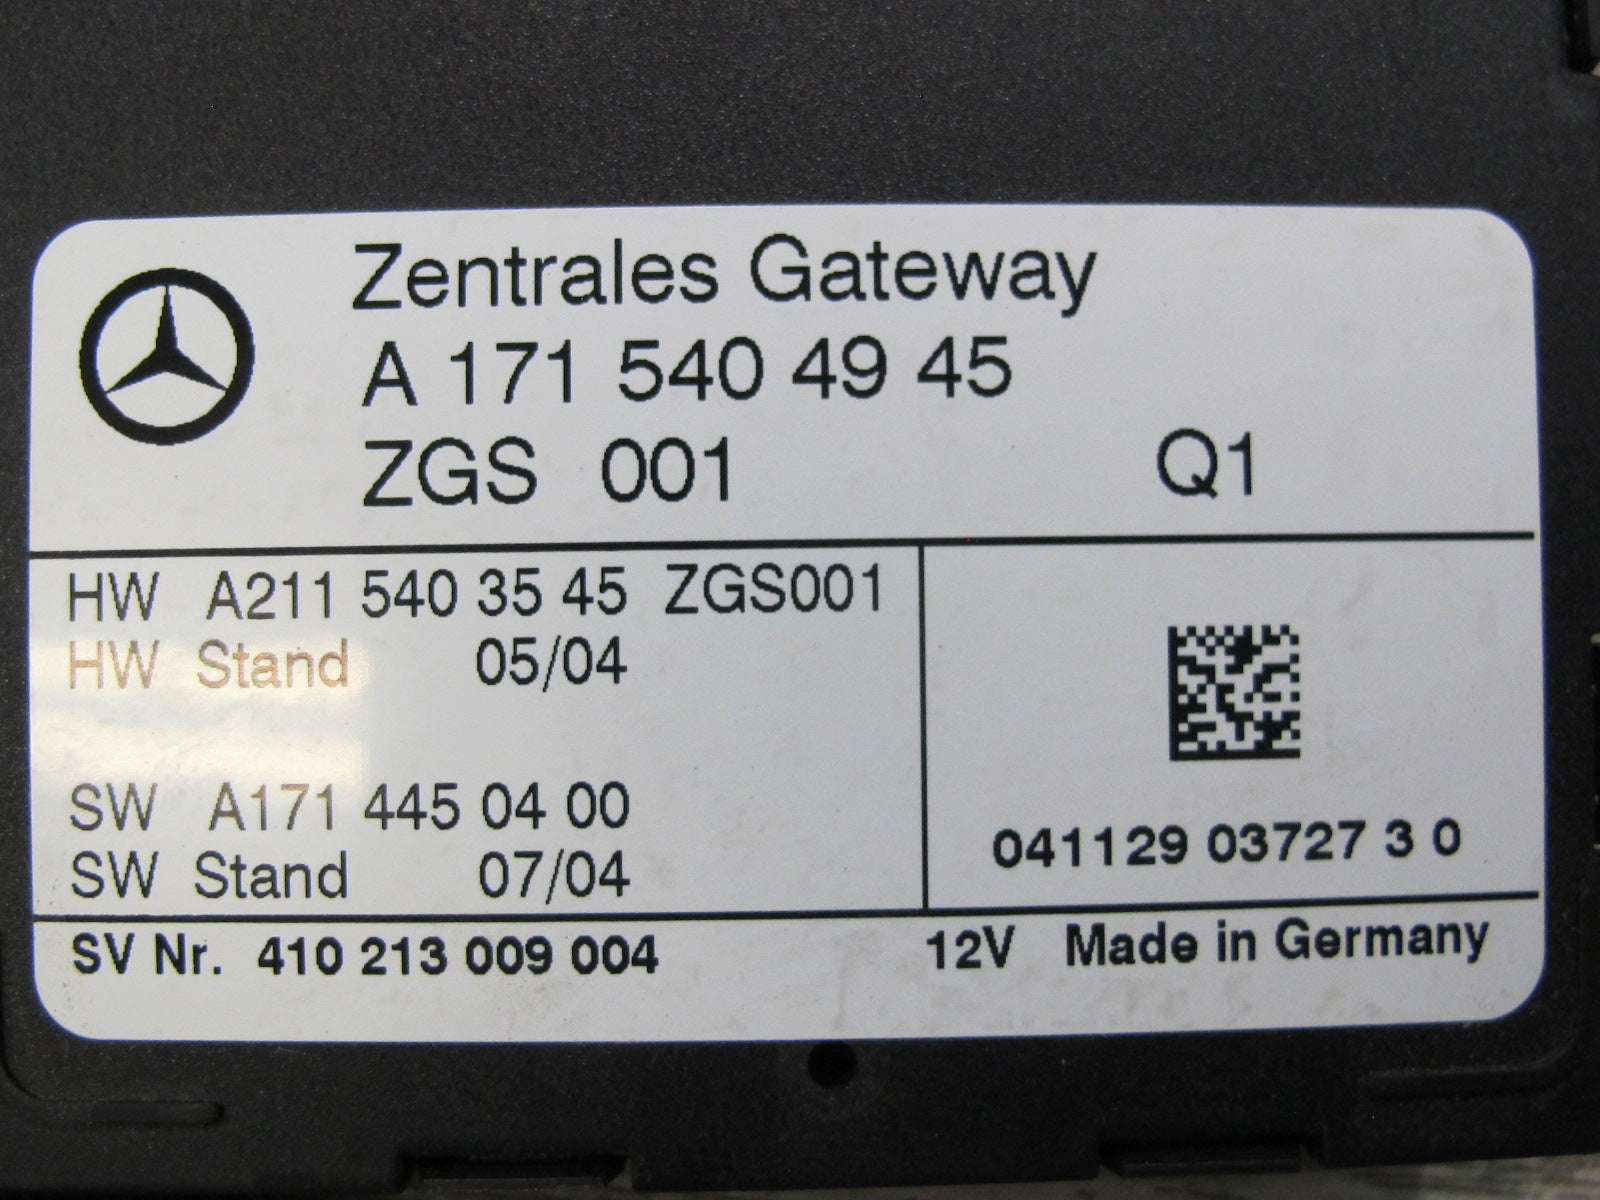 Zentrales Gateway
A 171 540 49 45
ZGS 001 Q1
HW A211 540 35 45 ZGS001
HW Stand 05/04
SW A171 445 04 00
SW Stand 07/04
041129 03727 3 0
SV Nr. 410 213 009 004 12V Made in Germany